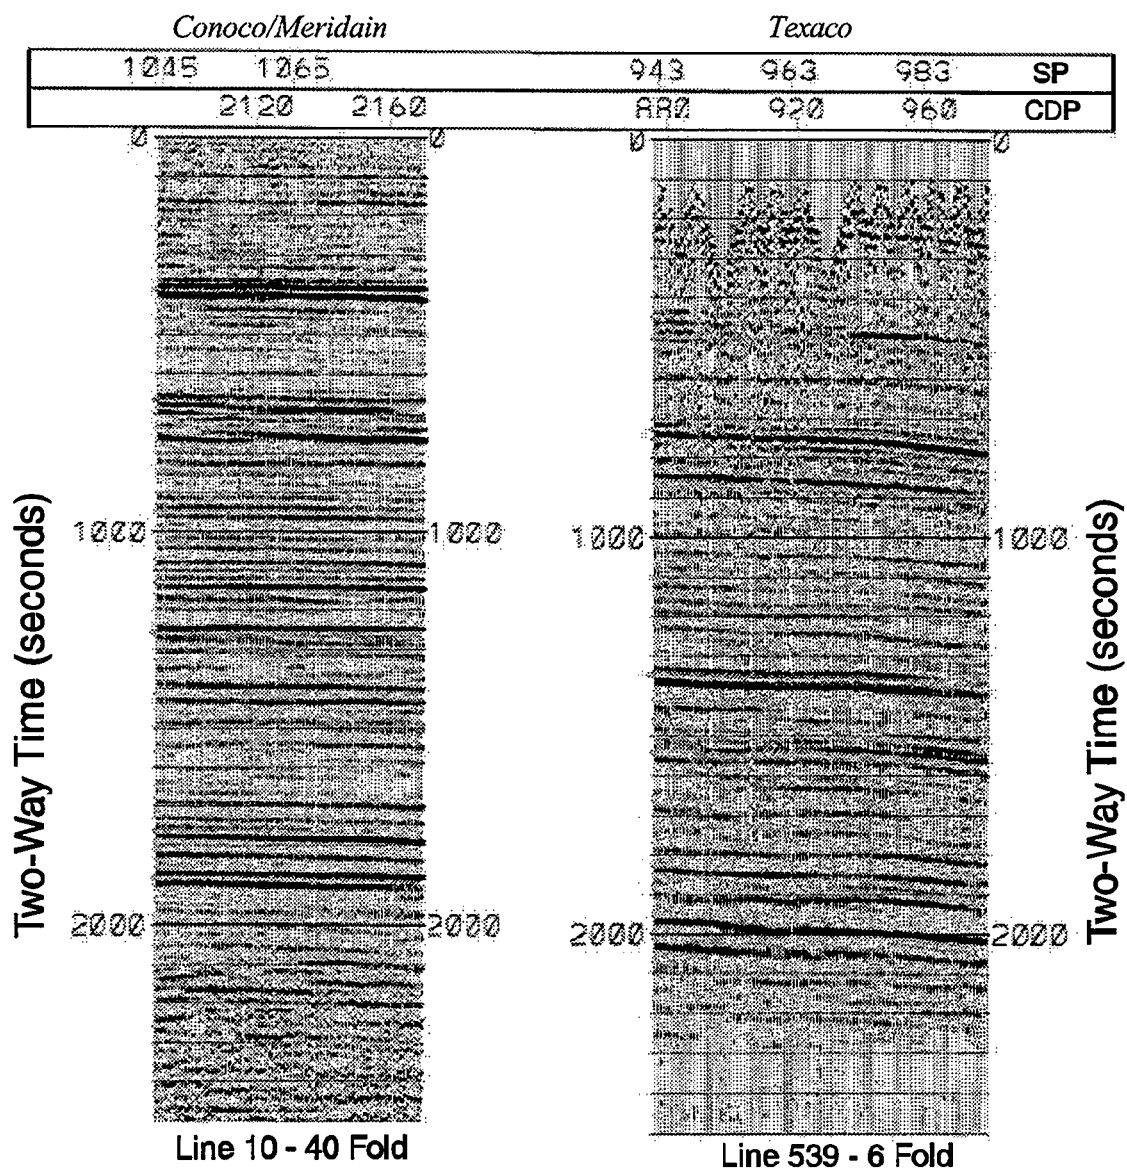 Conoco/Meridain Texaco
1045 1065 943 963 983 SP
2120 2160 880 920 960 CDP
0 0 0 0
Two-Way Time (seconds)
1000 1000 1000 1000
2000 2000 2000 2000
Two-Way Time (seconds)
Line 10 - 40 Fold
Line 539 - 6 Fold